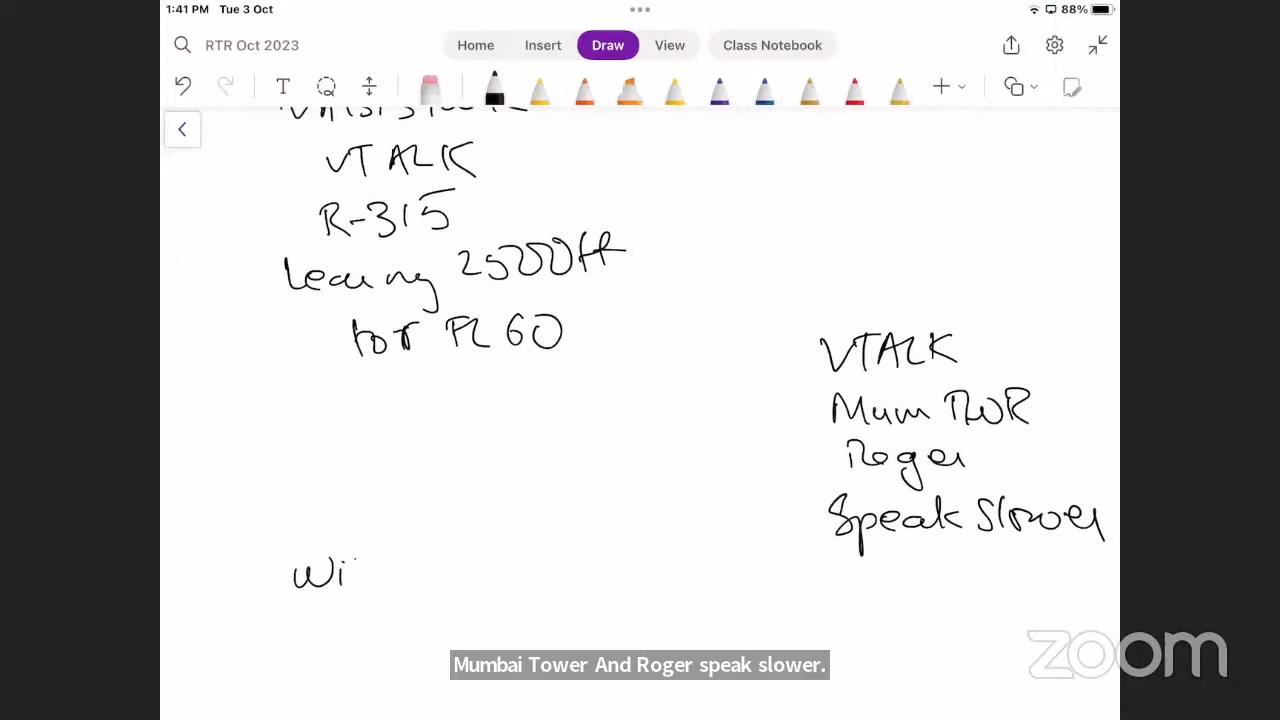 1:41 PM Tue 3 Oct
88%
RTR Oct 2023
Home Insert Draw View Class Notebook
T
VTALK
R-315
leaving 2500ft
for FL 60
VTALK
Mum TWR
Roger
Speak Slower
Wi
Mumbai Tower And Roger speak slower.
zoom